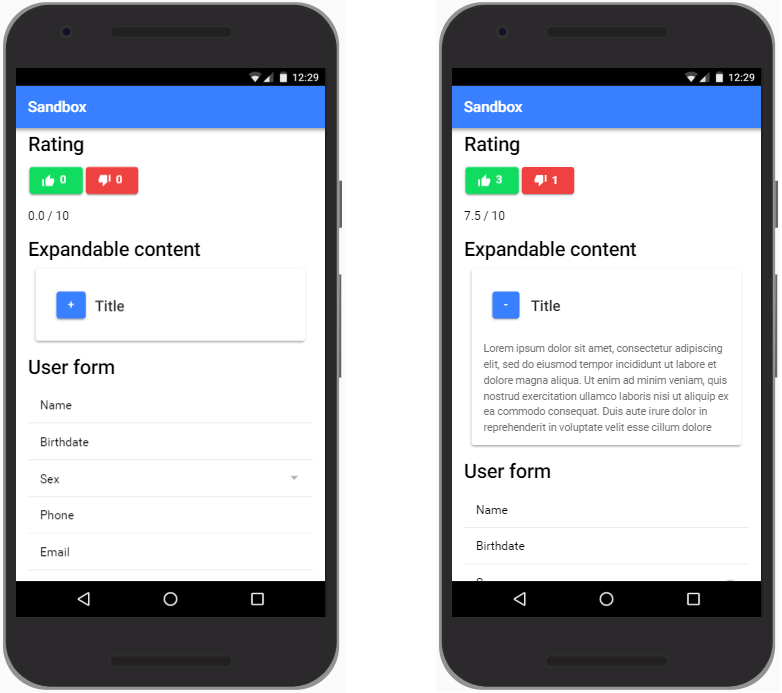 12:29
Sandbox
Rating
0 0
0.0 / 10
Expandable content
+ Title
User form
Name
Birthdate
Sex
Phone
Email
12:29
Sandbox
Rating
3 1
7.5 / 10
Expandable content
- Title
Lorem ipsum dolor sit amet, consectetur adipiscing
elit, sed do eiusmod tempor incididunt ut labore et
dolore magna aliqua. Ut enim ad minim veniam, quis
nostrud exercitation ullamco laboris nisi ut aliquip ex
ea commodo consequat. Duis aute irure dolor in
reprehenderit in voluptate velit esse cillum dolore
User form
Name
Birthdate